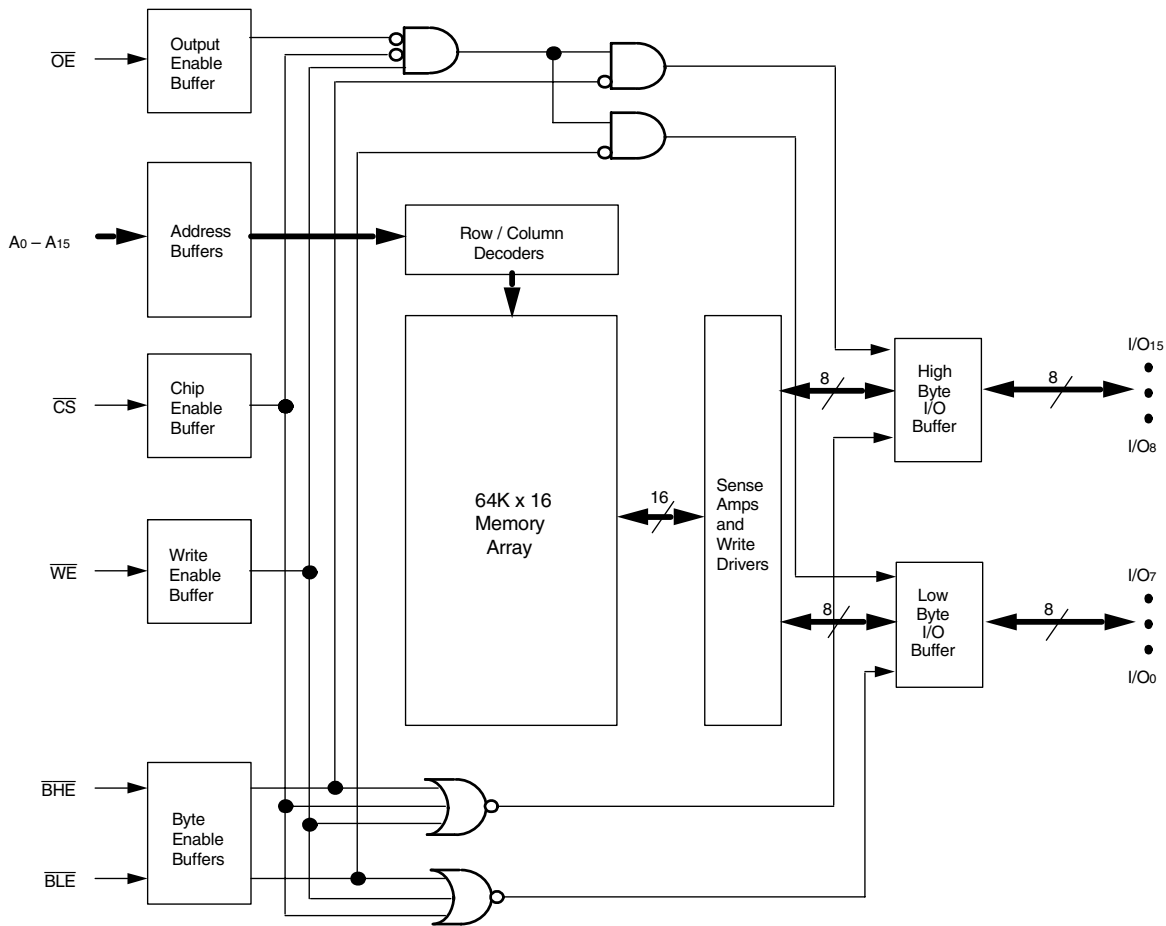 OE
Output
Enable
Buffer
A0 – A15
Address
Buffers
Row / Column
Decoders
CS
Chip
Enable
Buffer
WE
Write
Enable
Buffer
64K x 16
Memory
Array
16
Sense
Amps
and
Write
Drivers
8
High
Byte
I/O
Buffer
8
I/O15
I/O8
8
Low
Byte
I/O
Buffer
8
I/O7
I/O0
BHE
Byte
Enable
Buffers
BLE